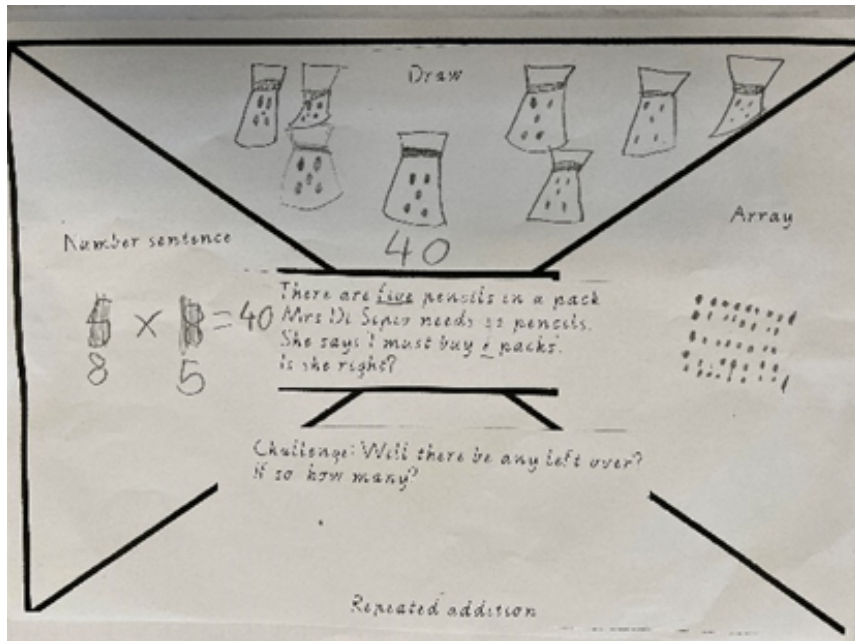 Draw
40
Number sentence
× = 40
8 5
Array
There are five pencils in a pack
Mrs Di needs pencils.
She says I must buy packs.
is she right?
Challenge: Will there be any left over?
if so how many?
Repeated addition